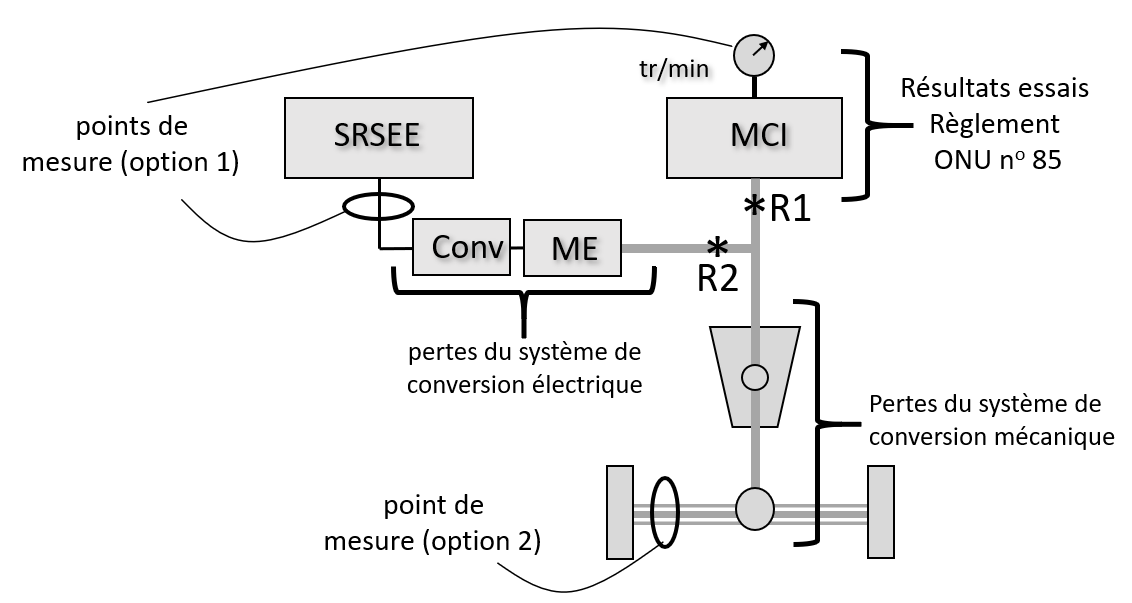 tr/min
Résultats essais
Règlement
ONU nº 85
points de
mesure (option 1)
SRSEE
MCI
*R1
Conv
ME
*
R2
pertes du système de
conversion électrique
Pertes du système de
conversion mécanique
point de
mesure (option 2)